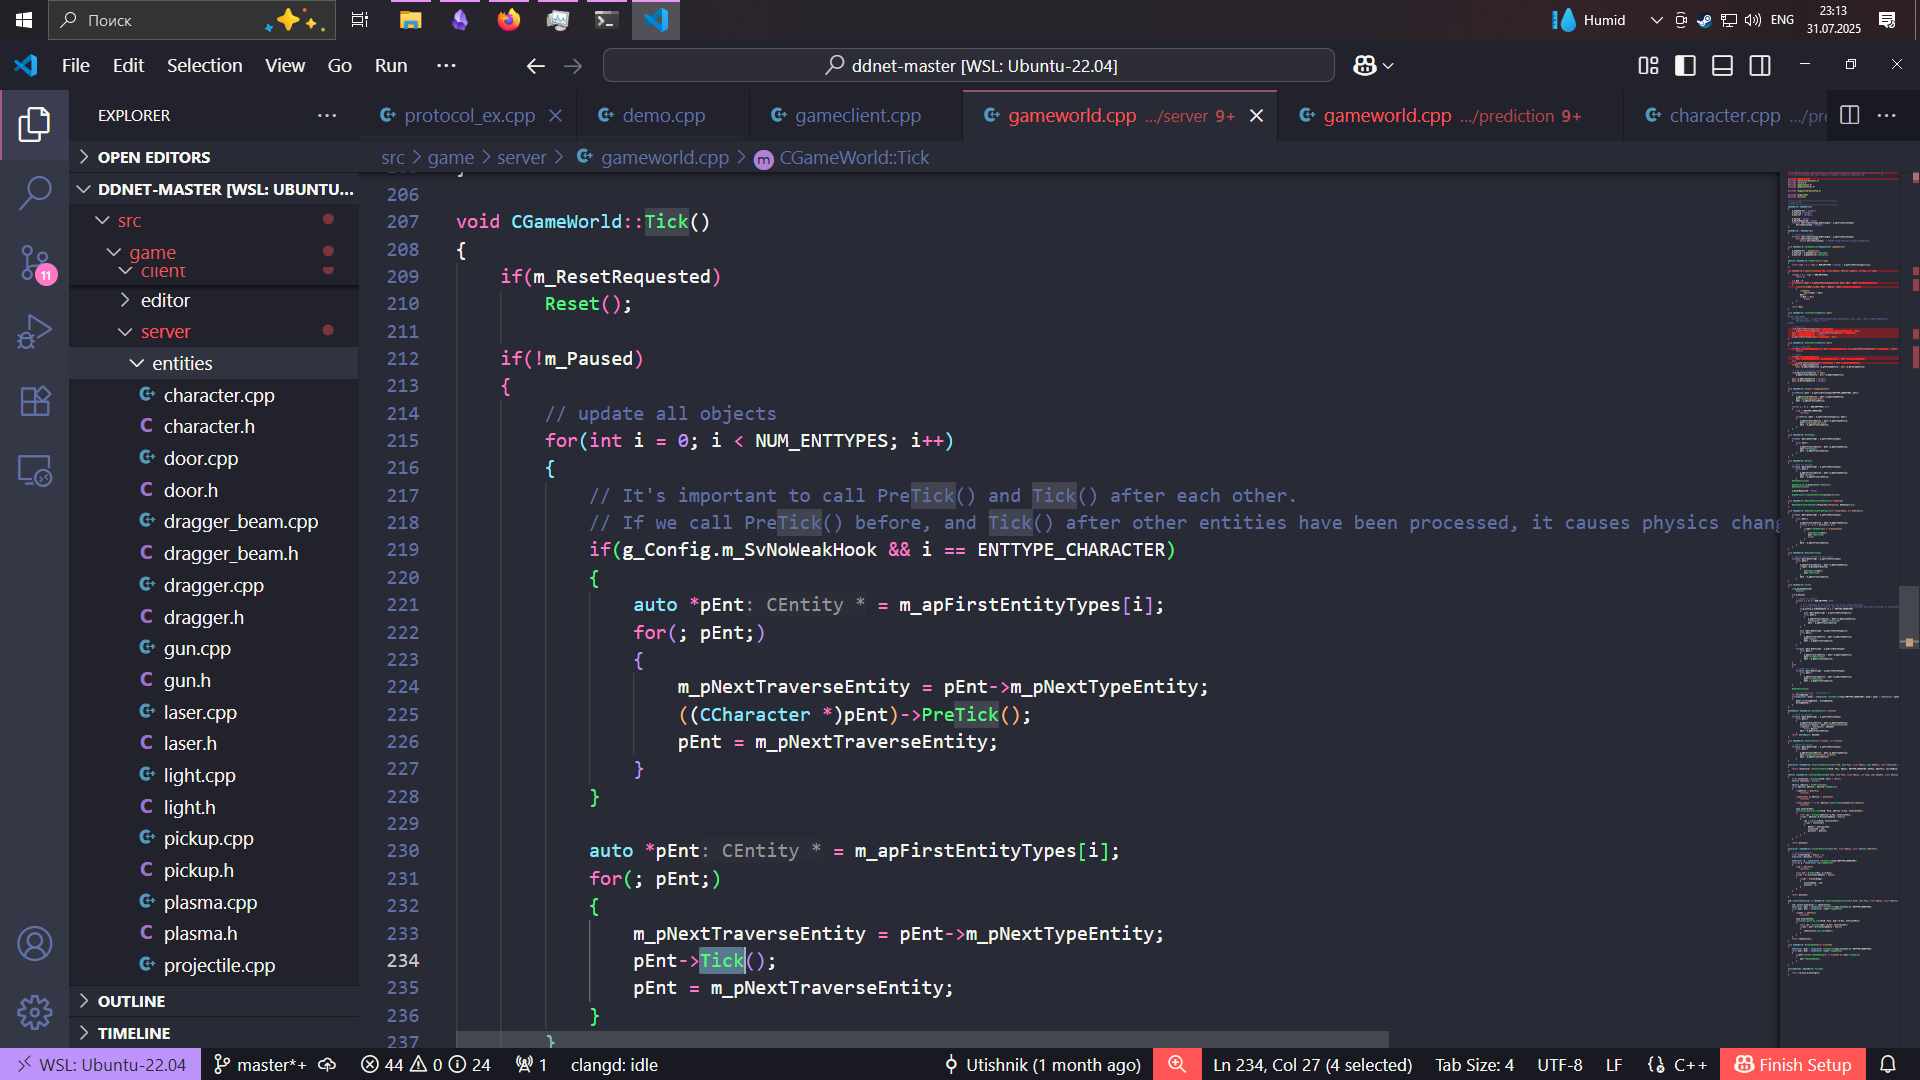 Поиск
Humid
ENG
23:13
31.07.2025
File Edit Selection View Go Run ···
ddnet-master [WSL: Ubuntu-22.04]
EXPLORER
protocol_ex.cpp
demo.cpp
gameclient.cpp
gameworld.cpp .../server 9+
gameworld.cpp .../prediction 9+
character.cpp .../pre
OPEN EDITORS
src > game > server > gameworld.cpp > CGameWorld::Tick
DDNET-MASTER [WSL: UBUNTU...
src
game
client
editor
server
entities
character.cpp
character.h
door.cpp
door.h
dragger_beam.cpp
dragger_beam.h
dragger.cpp
dragger.h
gun.cpp
gun.h
laser.cpp
laser.h
light.cpp
light.h
pickup.cpp
pickup.h
plasma.cpp
plasma.h
projectile.cpp
OUTLINE
TIMELINE
11
206
207 void CGameWorld::Tick()
208 {
209 if(m_ResetRequested)
210 Reset();
211
212 if(!m_Paused)
213 {
214 // update all objects
215 for(int i = 0; i < NUM_ENTTYPES; i++)
216 {
217 // It's important to call PreTick() and Tick() after each other.
218 // If we call PreTick() before, and Tick() after other entities have been processed, it causes physics chang
219 if(g_Config.m_SvNoWeakHook && i == ENTTYPE_CHARACTER)
220 {
221 auto *pEnt: CEntity * = m_apFirstEntityTypes[i];
222 for(; pEnt;)
223 {
224 m_pNextTraverseEntity = pEnt->m_pNextTypeEntity;
225 ((CCharacter *)pEnt)->PreTick();
226 pEnt = m_pNextTraverseEntity;
227 }
228 }
229
230 auto *pEnt: CEntity * = m_apFirstEntityTypes[i];
231 for(; pEnt;)
232 {
233 m_pNextTraverseEntity = pEnt->m_pNextTypeEntity;
234 pEnt->Tick();
235 pEnt = m_pNextTraverseEntity;
236 }
237 }
WSL: Ubuntu-22.04
master*+
44 0 24
1
clangd: idle
Utishnik (1 month ago)
Ln 234, Col 27 (4 selected)
Tab Size: 4
UTF-8
LF
C++
Finish Setup